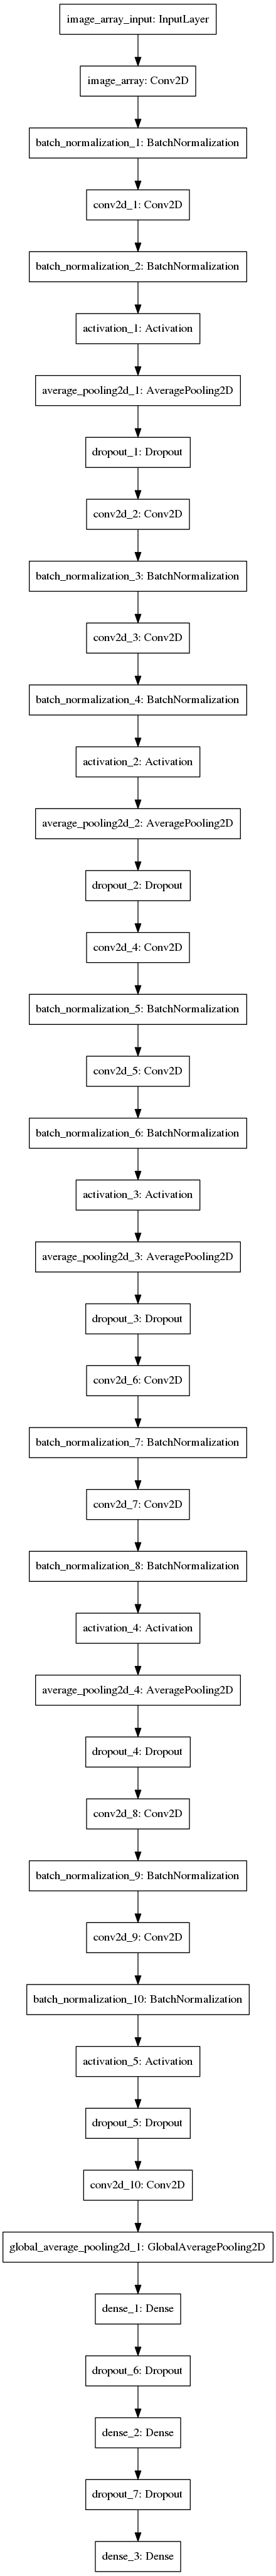 image_array_input: InputLayer
image_array: Conv2D
batch_normalization_1: BatchNormalization
conv2d_1: Conv2D
batch_normalization_2: BatchNormalization
activation_1: Activation
average_pooling2d_1: AveragePooling2D
dropout_1: Dropout
conv2d_2: Conv2D
batch_normalization_3: BatchNormalization
conv2d_3: Conv2D
batch_normalization_4: BatchNormalization
activation_2: Activation
average_pooling2d_2: AveragePooling2D
dropout_2: Dropout
conv2d_4: Conv2D
batch_normalization_5: BatchNormalization
conv2d_5: Conv2D
batch_normalization_6: BatchNormalization
activation_3: Activation
average_pooling2d_3: AveragePooling2D
dropout_3: Dropout
conv2d_6: Conv2D
batch_normalization_7: BatchNormalization
conv2d_7: Conv2D
batch_normalization_8: BatchNormalization
activation_4: Activation
average_pooling2d_4: AveragePooling2D
dropout_4: Dropout
conv2d_8: Conv2D
batch_normalization_9: BatchNormalization
conv2d_9: Conv2D
batch_normalization_10: BatchNormalization
activation_5: Activation
dropout_5: Dropout
conv2d_10: Conv2D
global_average_pooling2d_1: GlobalAveragePooling2D
dense_1: Dense
dropout_6: Dropout
dense_2: Dense
dropout_7: Dropout
dense_3: Dense